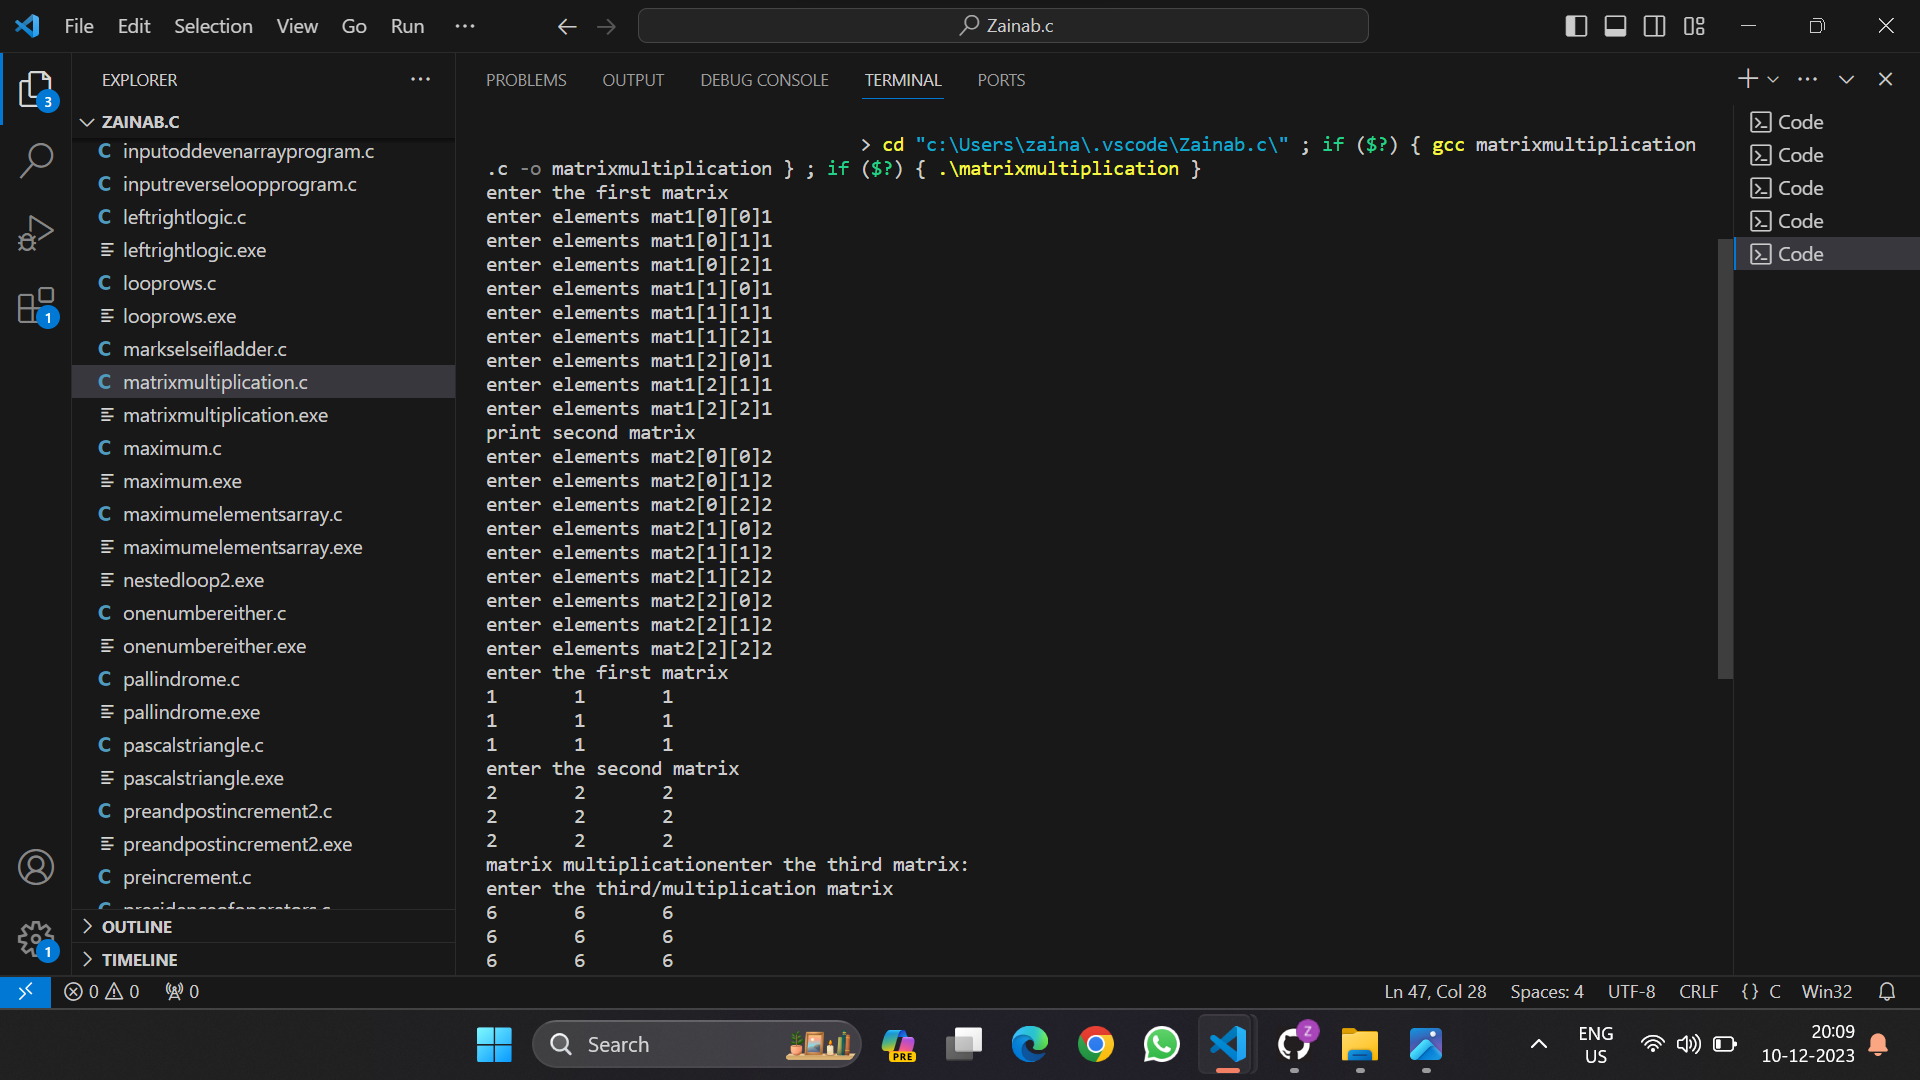 File Edit Selection View Go Run ··· Zainab.c
EXPLORER ···
3
1
1
ZAINAB.C
C inputoddevenarrayprogram.c
C inputreverseloopprogram.c
C leftrightlogic.c
leftrightlogic.exe
C looprows.c
looprows.exe
C markselseifladder.c
C matrixmultiplication.c
matrixmultiplication.exe
C maximum.c
maximum.exe
C maximumelementsarray.c
maximumelementsarray.exe
nestedloop2.exe
C onenumbereither.c
onenumbereither.exe
C pallindrome.c
pallindrome.exe
C pascalstriangle.c
pascalstriangle.exe
C preandpostincrement2.c
preandpostincrement2.exe
C preincrement.c
OUTLINE
TIMELINE
PROBLEMS OUTPUT DEBUG CONSOLE TERMINAL PORTS
> cd "c:\Users\zaina\.vscode\Zainab.c\" ; if ($?) { gcc matrixmultiplication
.c -o matrixmultiplication } ; if ($?) { .\matrixmultiplication }
enter the first matrix
enter elements mat1[0][0]1
enter elements mat1[0][1]1
enter elements mat1[0][2]1
enter elements mat1[1][0]1
enter elements mat1[1][1]1
enter elements mat1[1][2]1
enter elements mat1[2][0]1
enter elements mat1[2][1]1
enter elements mat1[2][2]1
print second matrix
enter elements mat2[0][0]2
enter elements mat2[0][1]2
enter elements mat2[0][2]2
enter elements mat2[1][0]2
enter elements mat2[1][1]2
enter elements mat2[1][2]2
enter elements mat2[2][0]2
enter elements mat2[2][1]2
enter elements mat2[2][2]2
enter the first matrix
1 1 1
1 1 1
1 1 1
enter the second matrix
2 2 2
2 2 2
2 2 2
matrix multiplicationenter the third matrix:
enter the third/multiplication matrix
6 6 6
6 6 6
6 6 6
Code
Code
Code
Code
Code
0 0 0 Ln 47, Col 28 Spaces: 4 UTF-8 CRLF {} C Win32
Search PRE Z ENG US 20:09 10-12-2023